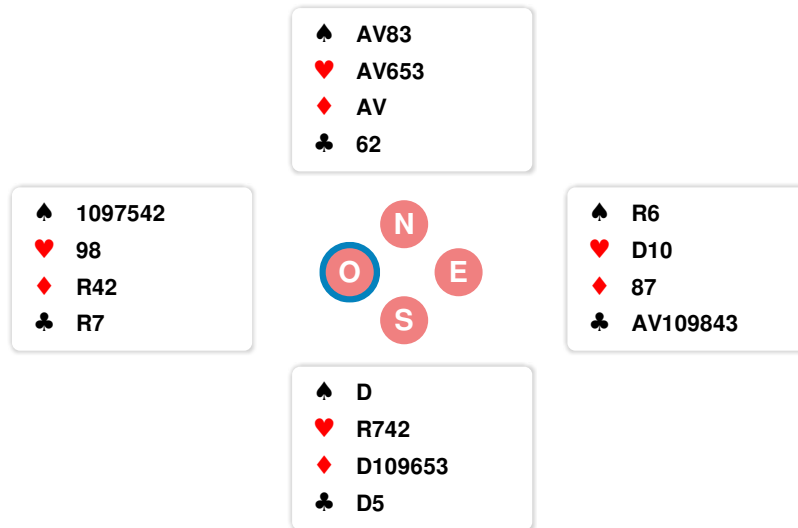 ♠ AV83
♥ AV653
♦ AV
♣ 62
♠ 1097542
♥ 98
♦ R42
♣ R7
N
O
E
S
♠ R6
♥ D10
♦ 87
♣ AV109843
♠ D
♥ R742
♦ D109653
♣ D5